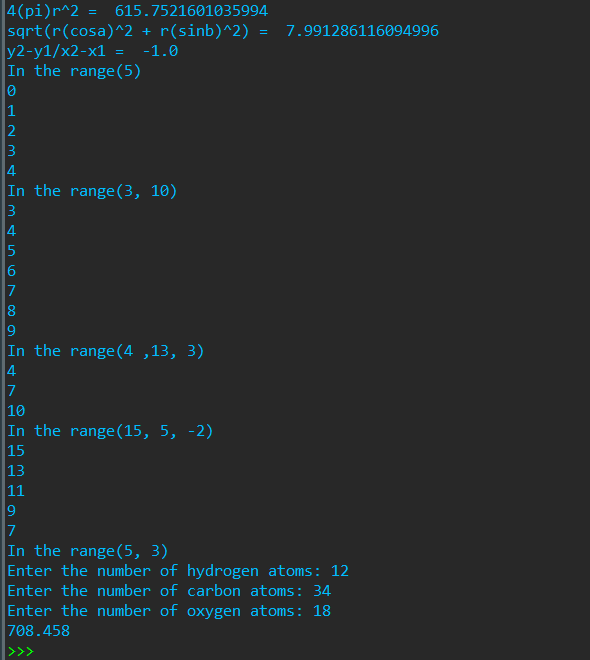 4(pi)r^2 =  615.7521601035994
sqrt(r(cosa)^2 + r(sinb)^2) =  7.991286116094996
y2-y1/x2-x1 =  -1.0
In the range(5)
0
1
2
3
4
In the range(3, 10)
3
4
5
6
7
8
9
In the range(4 ,13, 3)
4
7
10
In the range(15, 5, -2)
15
13
11
9
7
In the range(5, 3)
Enter the number of hydrogen atoms: 12
Enter the number of carbon atoms: 34
Enter the number of oxygen atoms: 18
708.458
>>>